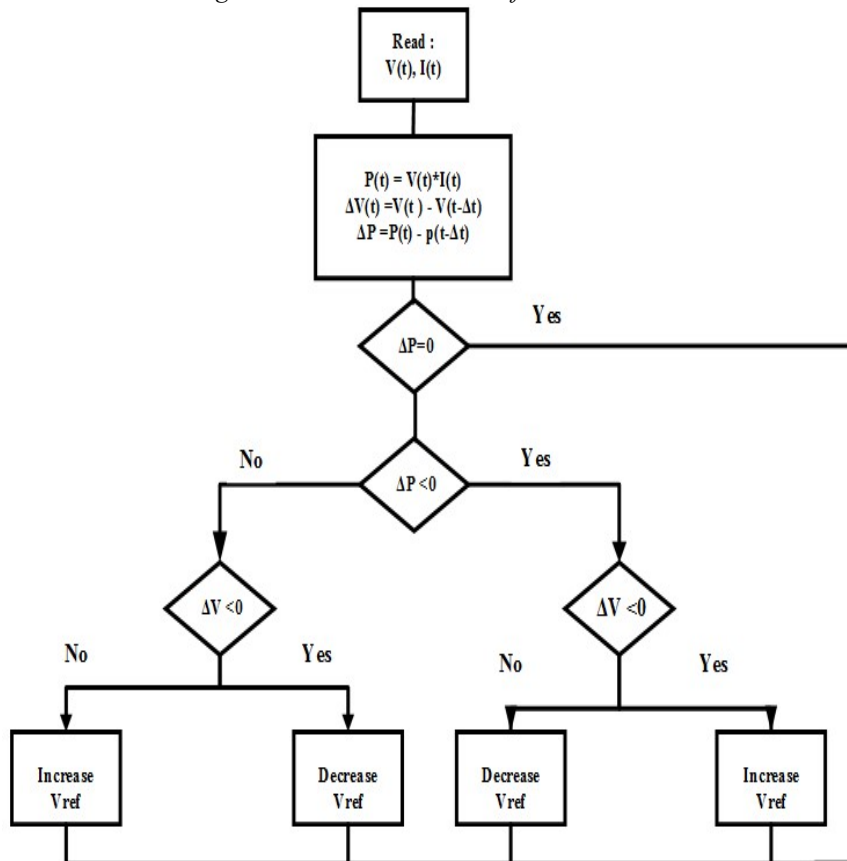 Read :
V(t), I(t)
P(t) = V(t)*I(t)
ΔV(t) =V(t ) - V(t-Δt)
ΔP =P(t) - p(t-Δt)
Yes
ΔP=0
No
Yes
ΔP <0
ΔV <0
ΔV <0
No
Yes
No
Yes
Increase
Vref
Decrease
Vref
Decrease
Vref
Increase
Vref